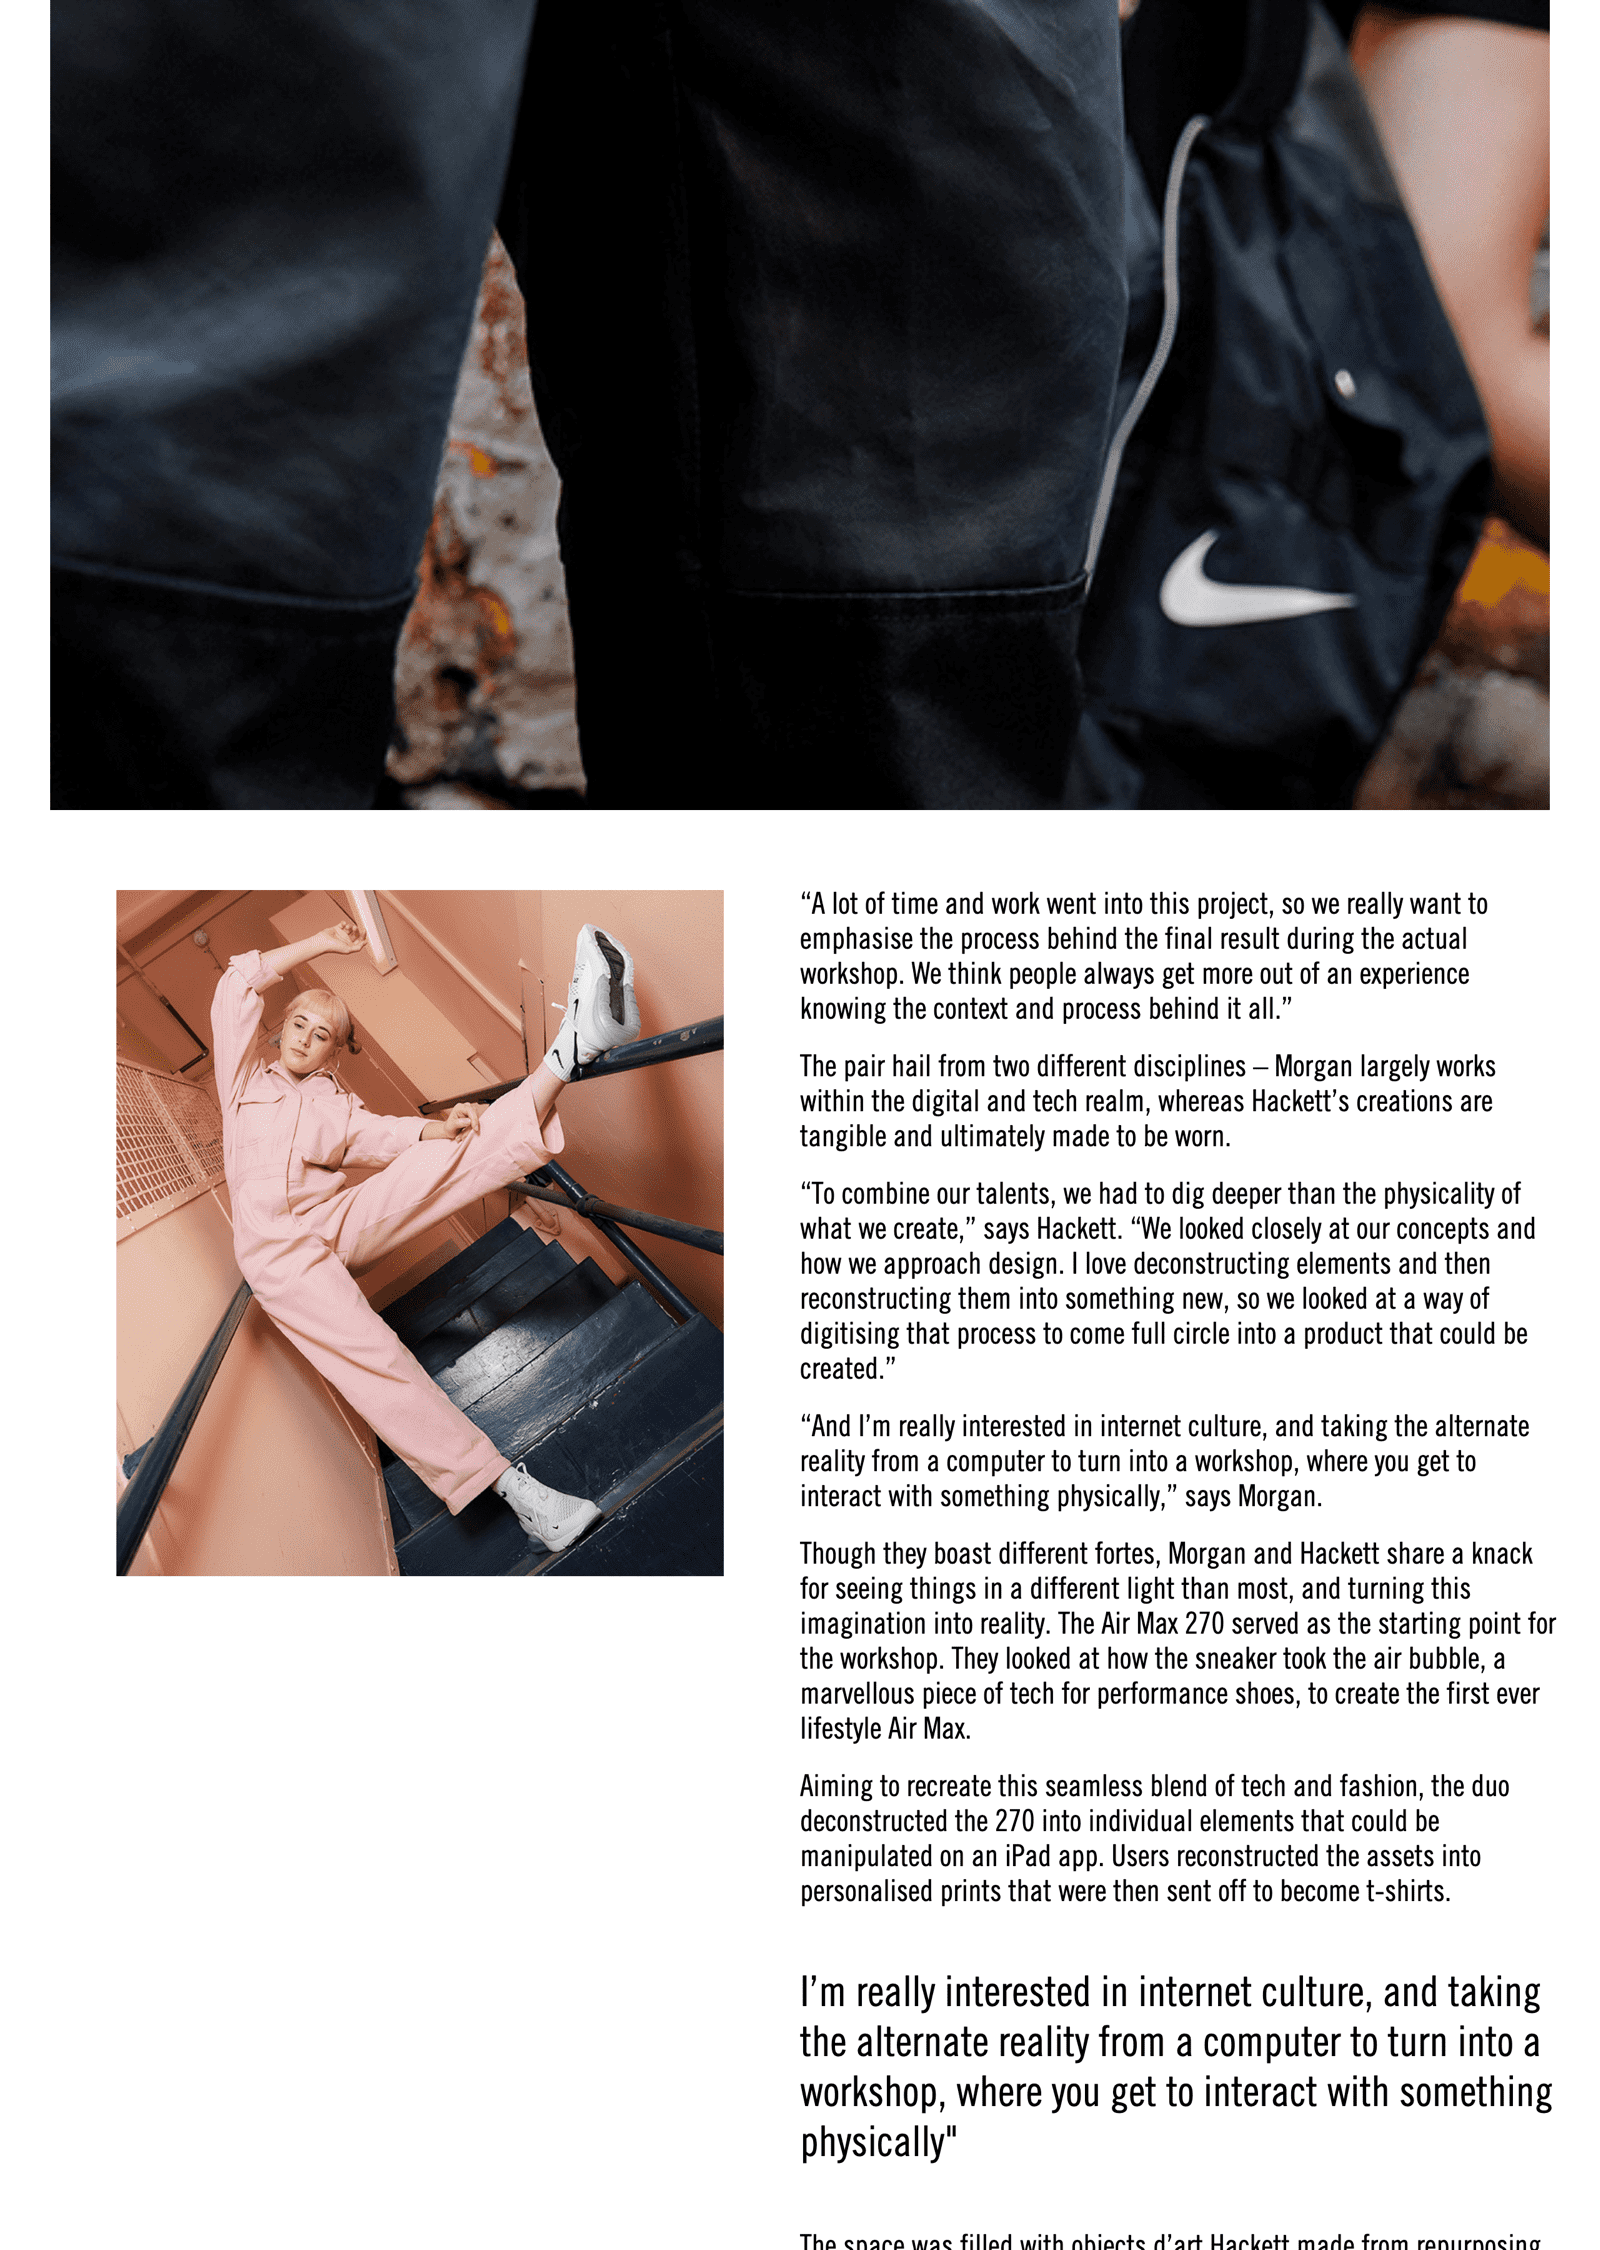 “A lot of time and work went into this project, so we really want to
emphasise the process behind the final result during the actual
workshop. We think people always get more out of an experience
knowing the context and process behind it all.”
The pair hail from two different disciplines – Morgan largely works
within the digital and tech realm, whereas Hackett’s creations are
tangible and ultimately made to be worn.
“To combine our talents, we had to dig deeper than the physicality of
what we create,” says Hackett. “We looked closely at our concepts and
how we approach design. I love deconstructing elements and then
reconstructing them into something new, so we looked at a way of
digitising that process to come full circle into a product that could be
created.”
“And I’m really interested in internet culture, and taking the alternate
reality from a computer to turn into a workshop, where you get to
interact with something physically,” says Morgan.
Though they boast different fortes, Morgan and Hackett share a knack
for seeing things in a different light than most, and turning this
imagination into reality. The Air Max 270 served as the starting point for
the workshop. They looked at how the sneaker took the air bubble, a
marvellous piece of tech for performance shoes, to create the first ever
lifestyle Air Max.
Aiming to recreate this seamless blend of tech and fashion, the duo
deconstructed the 270 into individual elements that could be
manipulated on an iPad app. Users reconstructed the assets into
personalised prints that were then sent off to become t-shirts.
I’m really interested in internet culture, and taking
the alternate reality from a computer to turn into a
workshop, where you get to interact with something
physically"
The space was filled with objects d’art Hackett made from repurposing